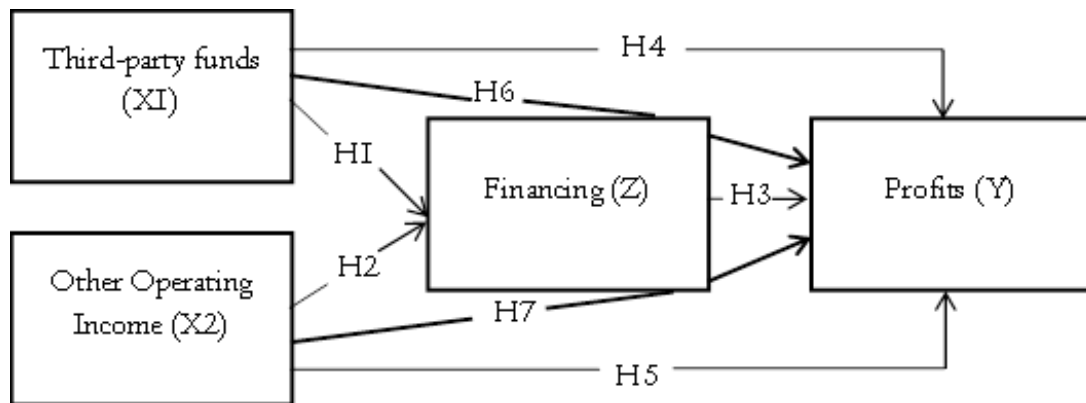 Third-party funds
(XI)
H4
H6
HI
Financing (Z)
H3
Profits (Y)
H2
Other Operating
Income (X2)
H7
H5